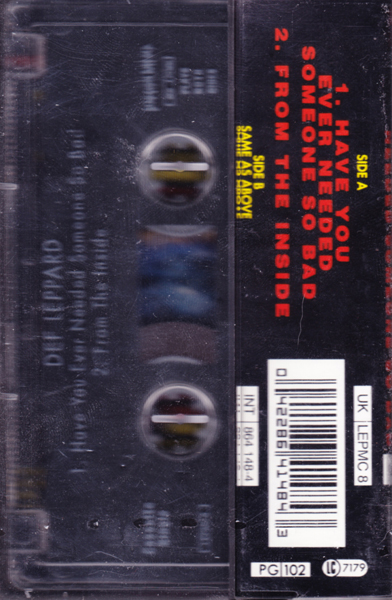 SIDE A
1. HAVE YOU
EVER NEEDED
SOMEONE SO BAD
2. FROM THE INSIDE
SIDE B
SAME AS ABOVE
UK LEPMC 8
INT 864 148-4
0 42286 41484 3
PG 102
LC 7179
DEF LEPPARD
1. Have You Ever Needed Someone So Bad
2. From The Inside